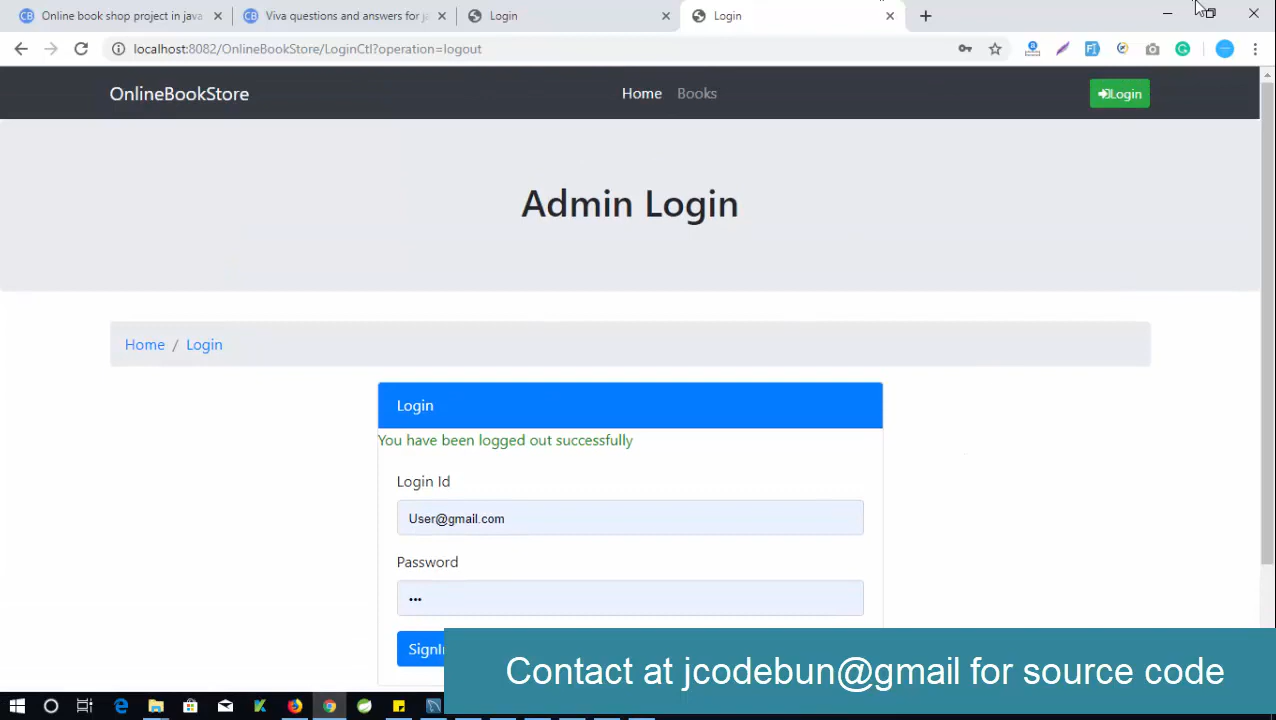 Online book shop project in java
Viva questions and answers for ja
Login
Login
localhost:8082/OnlineBookStore/LoginCtl?operation=logout
OnlineBookStore
Home
Books
Login
Admin Login
Home / Login
Login
You have been logged out successfully
Login Id
User@gmail.com
Password
•••
SignIn
Contact at jcodebun@gmail for source code